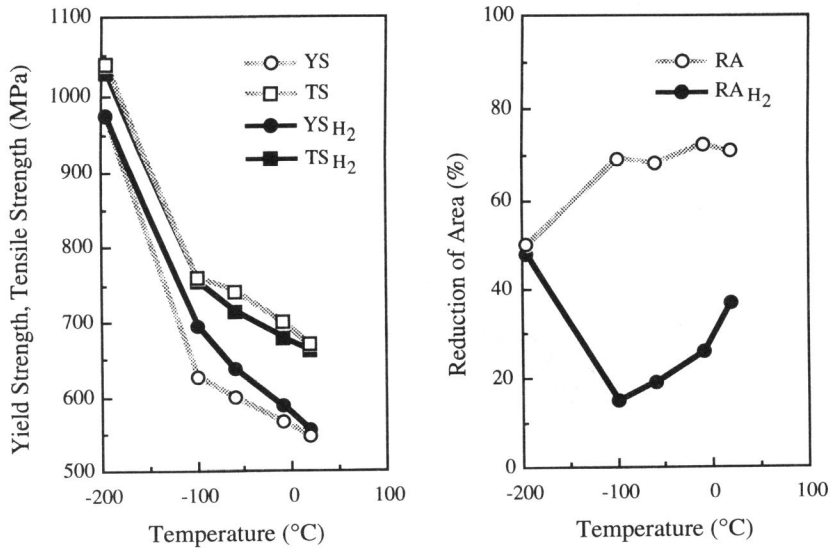 1100
1000
900
800
700
600
500
-200
-100
0
100
Yield Strength, Tensile Strength (MPa)
Temperature (°C)
YS
TS
YS H2
TS H2
100
80
60
40
20
0
-200
-100
0
100
Reduction of Area (%)
Temperature (°C)
RA
RA H2